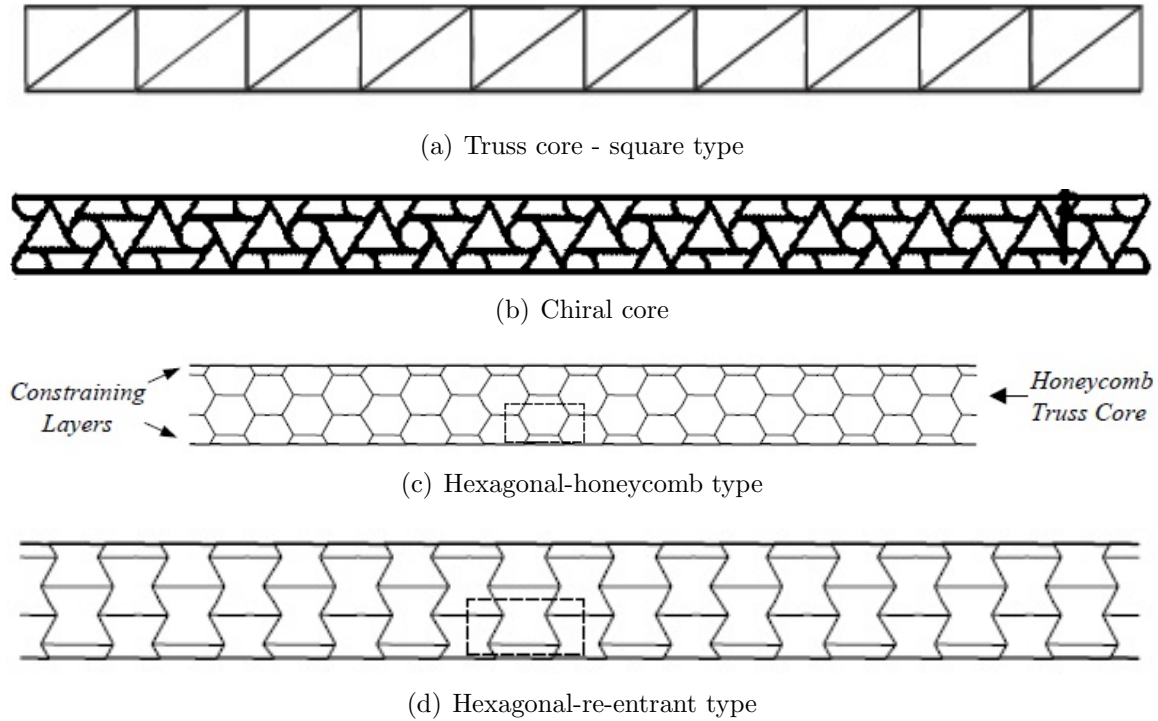 (a) Truss core - square type
(b) Chiral core
Constraining
Layers
Honeycomb
Truss Core
(c) Hexagonal-honeycomb type
(d) Hexagonal-re-entrant type